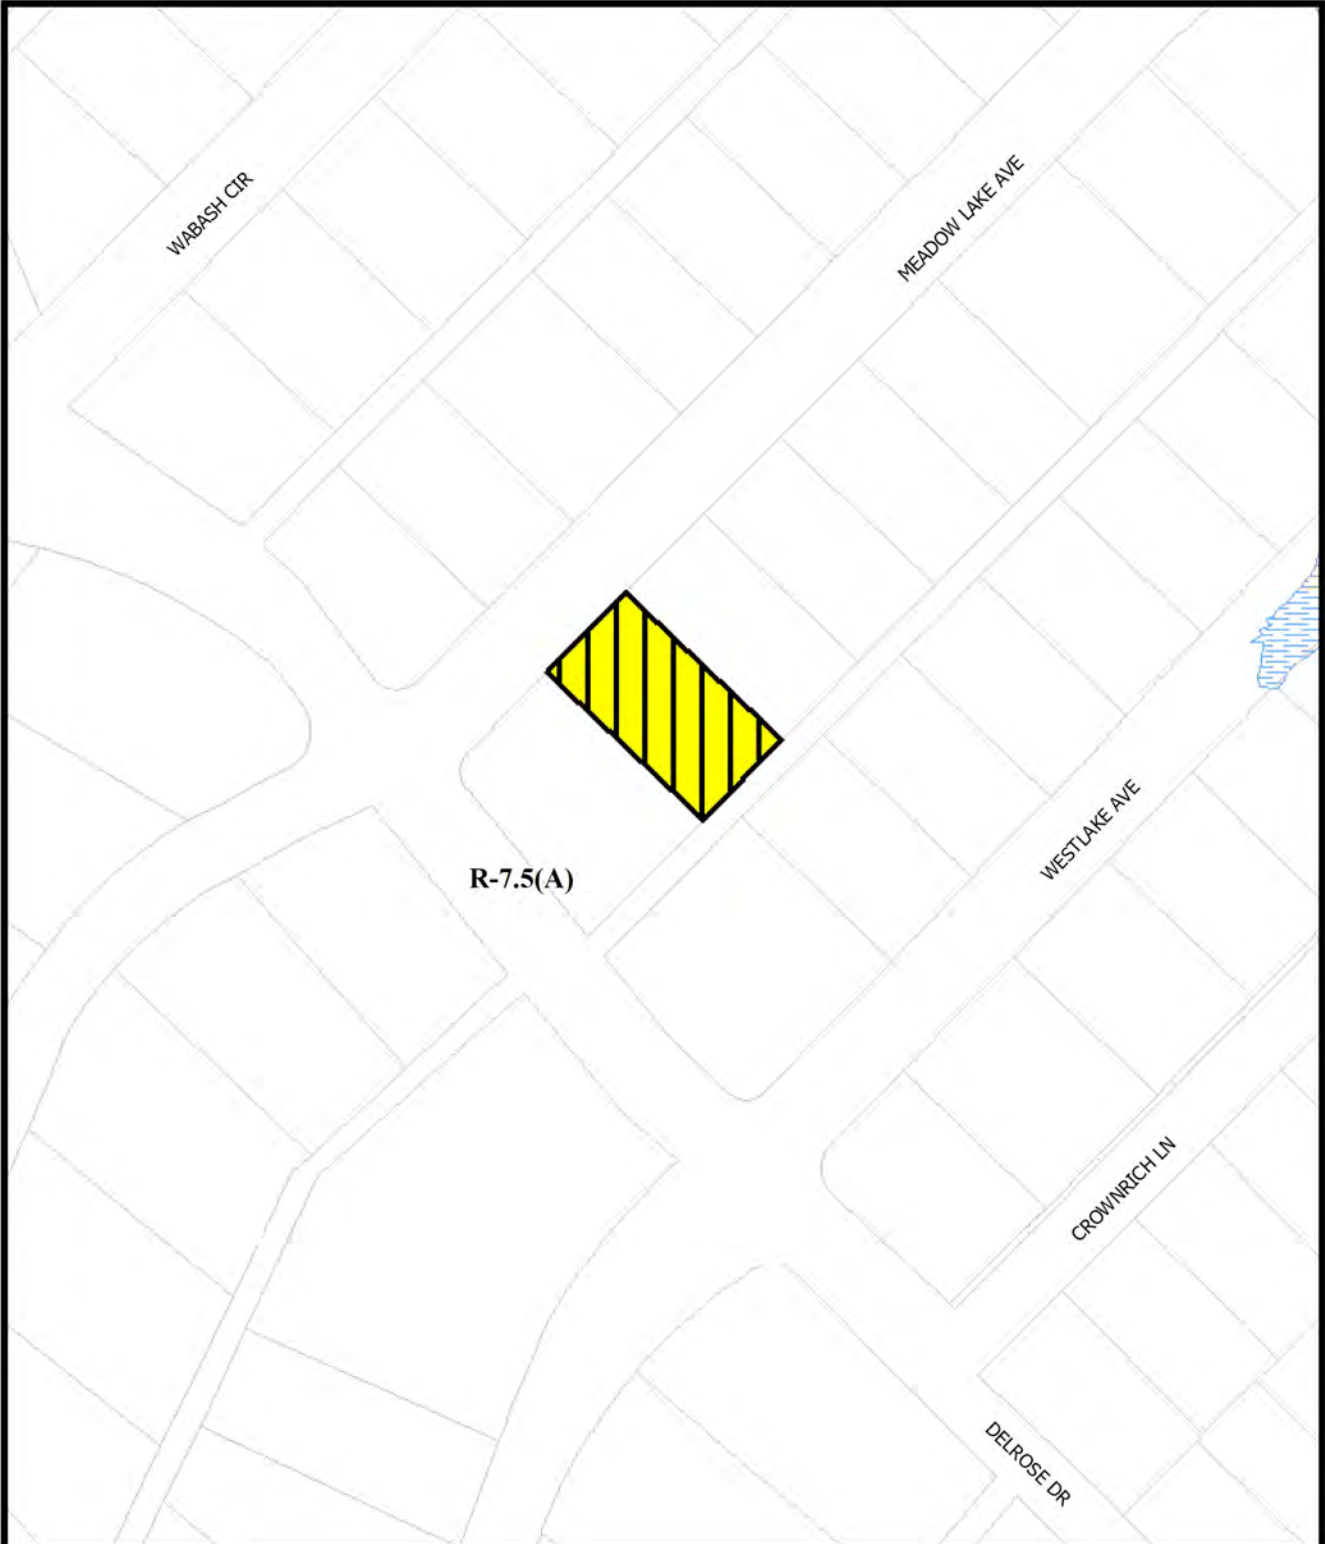 WABASH CIR
MEADOW LAKE AVE
WESTLAKE AVE
R-7.5(A)
CROWNRICH LN
DELROSE DR